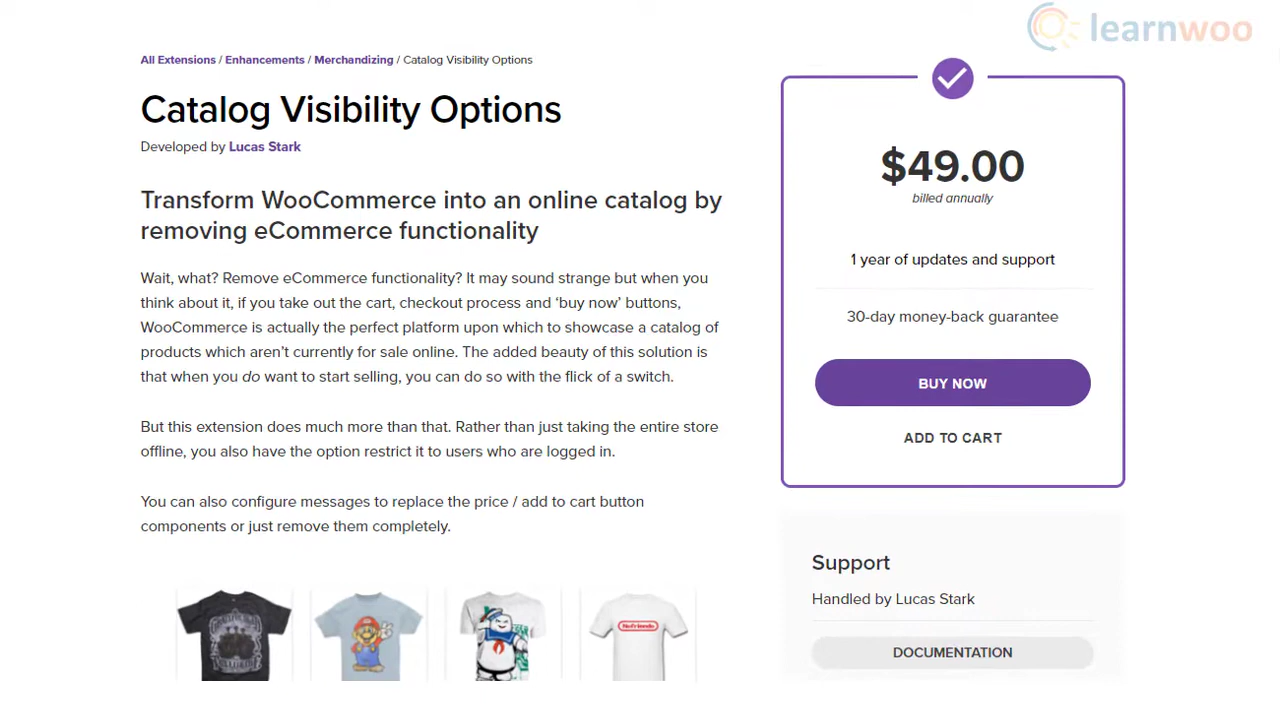 learnwoo
All Extensions / Enhancements / Merchandizing / Catalog Visibility Options
Catalog Visibility Options
Developed by Lucas Stark
Transform WooCommerce into an online catalog by
removing eCommerce functionality
Wait, what? Remove eCommerce functionality? It may sound strange but when you
think about it, if you take out the cart, checkout process and ‘buy now’ buttons,
WooCommerce is actually the perfect platform upon which to showcase a catalog of
products which aren’t currently for sale online. The added beauty of this solution is
that when you do want to start selling, you can do so with the flick of a switch.
But this extension does much more than that. Rather than just taking the entire store
offline, you also have the option restrict it to users who are logged in.
You can also configure messages to replace the price / add to cart button
components or just remove them completely.
$49.00
billed annually
1 year of updates and support
30-day money-back guarantee
BUY NOW
ADD TO CART
Support
Handled by Lucas Stark
DOCUMENTATION